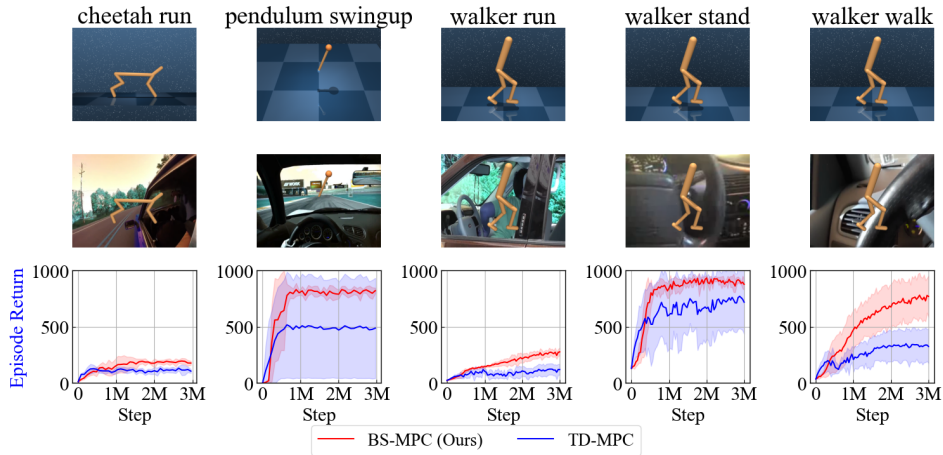 cheetah run pendulum swingup walker run walker stand walker walk
Episode Return
1000 1000 1000 1000 1000
500 500 500 500 500
0 0 0 0 0
0 1M 2M 3M 0 1M 2M 3M 0 1M 2M 3M 0 1M 2M 3M 0 1M 2M 3M
Step Step Step Step Step
BS-MPC (Ours) TD-MPC